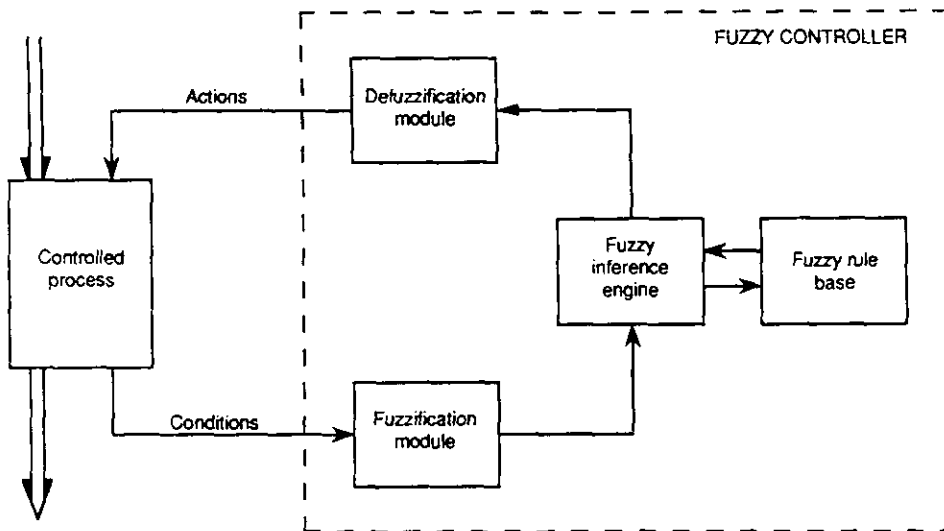 FUZZY CONTROLLER
Actions
Defuzzification
module
Controlled
process
Fuzzy
inference
engine
Fuzzy rule
base
Conditions
Fuzzification
module